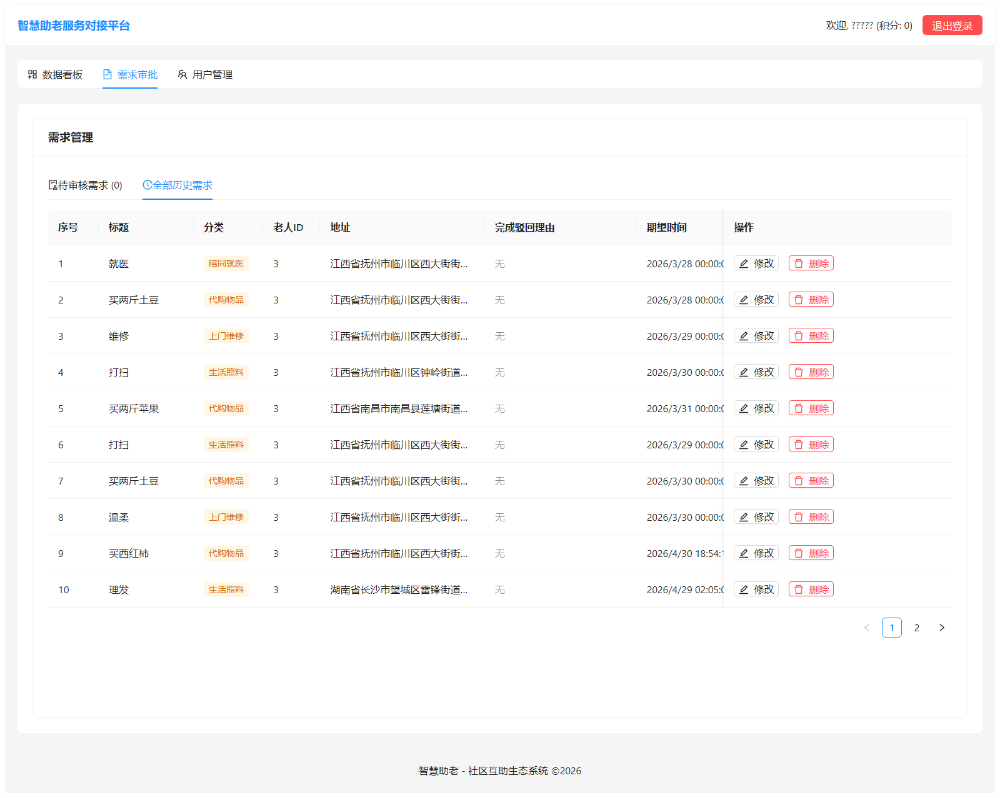 智慧助老服务对接平台
欢迎, ????? (积分: 0)
退出登录
数据看板
需求审批
用户管理
需求管理
待审核需求 (0)
全部历史需求
序号 标题 分类 老人ID 地址 完成驳回理由 期望时间 操作
1 就医 陪同就医 3 江西省抚州市临川区西大街街... 无 2026/3/28 00:00:0 修改 删除
2 买两斤土豆 代购物品 3 江西省抚州市临川区西大街街... 无 2026/3/28 00:00:0 修改 删除
3 维修 上门维修 3 江西省抚州市临川区西大街街... 无 2026/3/29 00:00:0 修改 删除
4 打扫 生活照料 3 江西省抚州市临川区钟岭街道... 无 2026/3/30 00:00:0 修改 删除
5 买两斤苹果 代购物品 3 江西省南昌市南昌县莲塘街道... 无 2026/3/31 00:00:0 修改 删除
6 打扫 生活照料 3 江西省抚州市临川区西大街街... 无 2026/3/29 00:00:0 修改 删除
7 买两斤土豆 代购物品 3 江西省抚州市临川区西大街街... 无 2026/3/30 00:00:0 修改 删除
8 温柔 上门维修 3 江西省抚州市临川区西大街街... 无 2026/3/30 00:00:0 修改 删除
9 买西红柿 代购物品 3 江西省抚州市临川区西大街街... 无 2026/4/30 18:54:1 修改 删除
10 理发 生活照料 3 湖南省长沙市望城区雷锋街道... 无 2026/4/29 02:05:0 修改 删除
1 2
智慧助老 - 社区互助生态系统 ©2026